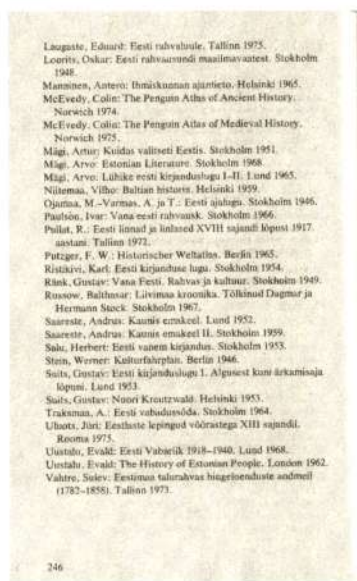 Laugaste, Eduard: Eesti rahvaluule. Tallinn 1975.
Loorits, Oskar: Eesti rahvausundi maailmavaatest. Stokholm
1948.
Manninen, Antero: Ihmiskunnan ajantieto. Helsinki 1965.
McEvedy, Colin: The Penguin Atlas of Ancient History.
Norwich 1974.
McEvedy, Colin: The Penguin Atlas of Medieval History.
Norwich 1975.
Mägi, Artur: Kuidas valitseti Eestis. Stokholm 1951.
Mägi, Arvo: Estonian Literature. Stokholm 1968.
Mägi, Arvo: Lühike eesti kirjanduslugu I–II. Lund 1965.
Niitemaa, Vilho: Baltian historia. Helsinki 1959.
Ojamaa, M.–Varmas, A. ja T.: Eesti ajalugu. Stokholm 1946.
Paulson, Ivar: Vana eesti rahvausk. Stokholm 1966.
Pullat, R.: Eesti linnad ja linlased XVIII sajandi lõpust 1917.
aastani. Tallinn 1972.
Putzger, F. W.: Historischer Weltatlas. Berlin 1965.
Ristikivi, Karl: Eesti kirjanduse lugu. Stokholm 1954.
Ränk, Gustav: Vana Eesti. Rahvas ja kultuur. Stokholm 1949.
Russow, Balthasar: Liivimaa kroonika. Tõlkinud Dagmar ja
Hermann Stock. Stokholm 1967.
Saareste, Andrus: Kaunis emakeel. Lund 1952.
Saareste, Andrus: Kaunis emakeel II. Stokholm 1959.
Salu, Herbert: Eesti vanem kirjandus. Stokholm 1953.
Stein, Werner: Kulturfahrplan. Berlin 1946.
Suits, Gustav: Eesti kirjanduslugu I. Algusest kuni ärkamisaja
lõpuni. Lund 1953.
Suits, Gustav: Noori Kreutzwald. Helsinki 1953.
Traksmaa, A.: Eesti vabadussõda. Stokholm 1964.
Uluots, Jüri: Eestlaste lepingud võõrastega XIII sajandil.
Rooma 1975.
Uustalu, Evald: Eesti Vabariik 1918–1940. Lund 1968.
Uustalu, Evald: The History of Estonian People. London 1962.
Vahtre, Sulev: Eestimaa talurahvas hingeloenduste andmeil
(1782–1858). Tallinn 1973.
246